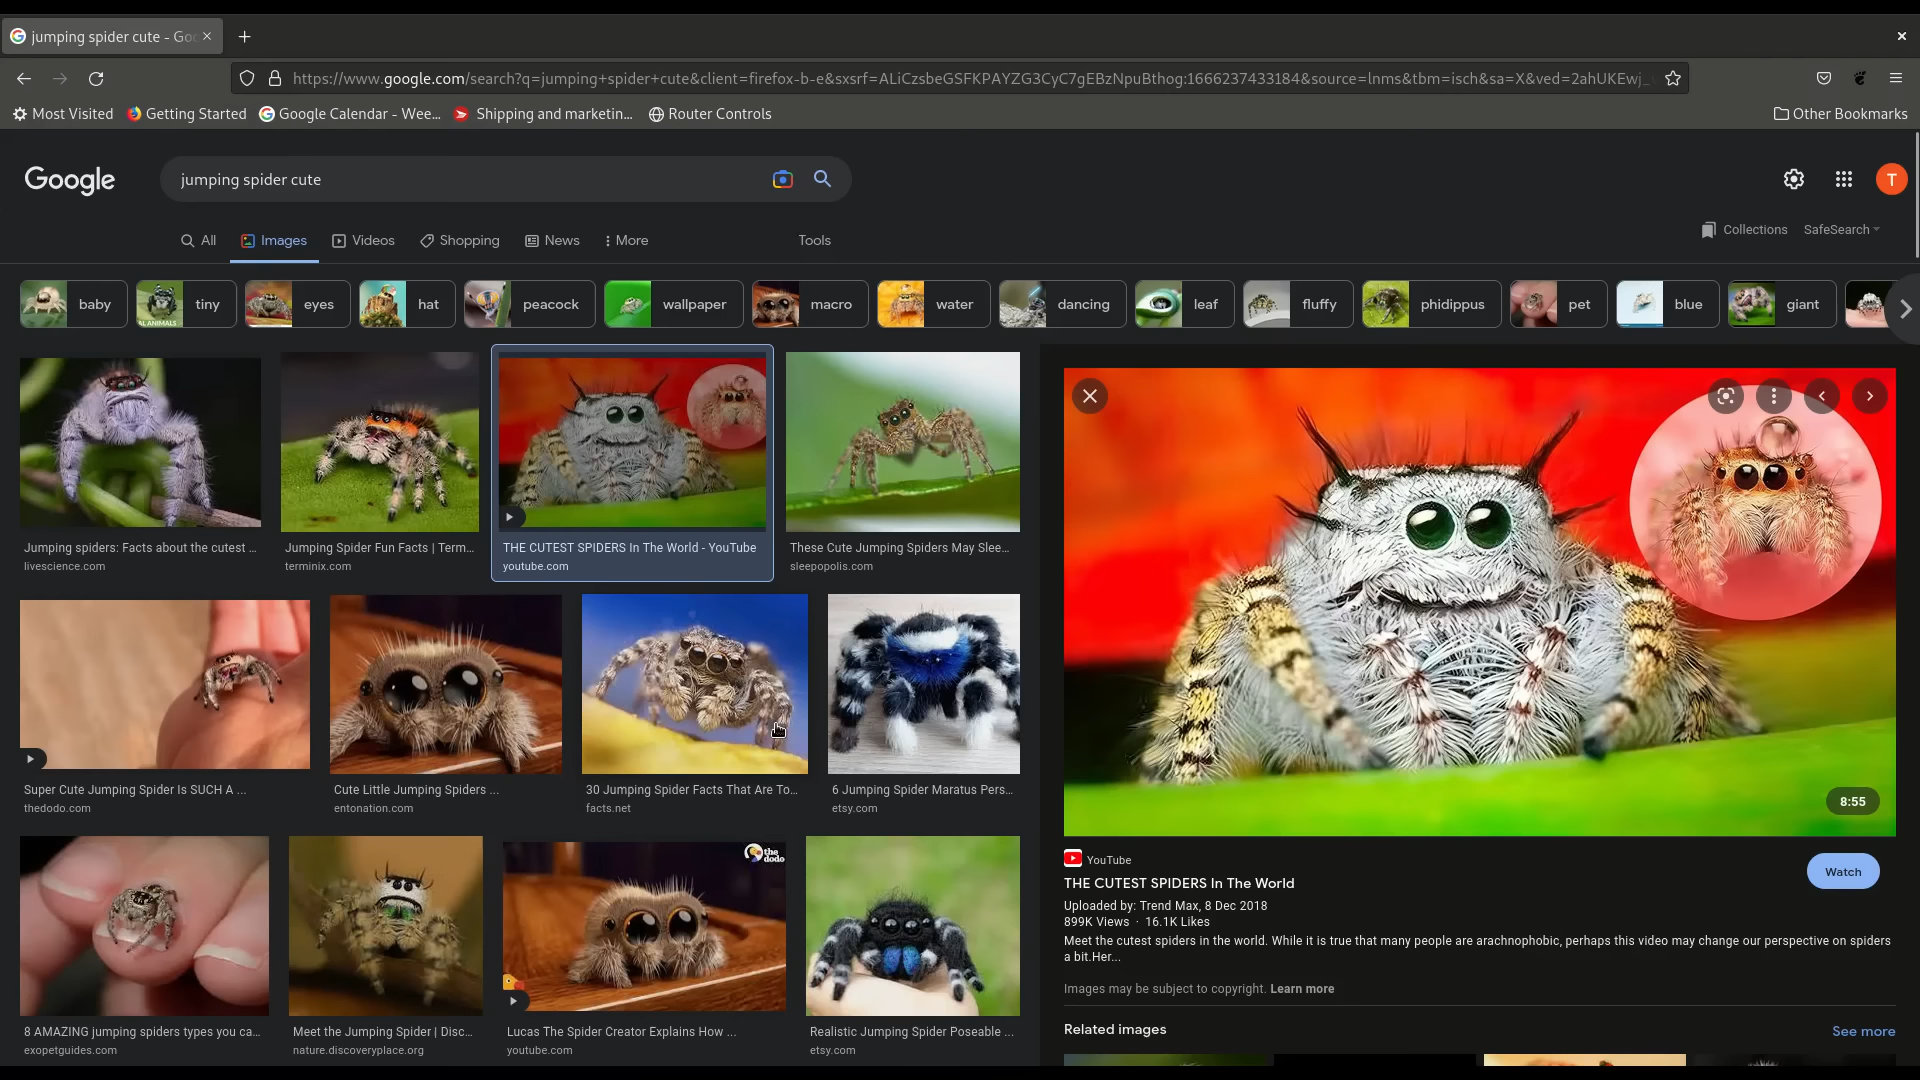 jumping spider cute - Goo
https://www.google.com/search?q=jumping+spider+cute&client=firefox-b-e&sxsrf=ALiCzsbeGSFKPAYZG3CyC7gEBzNpuBthog:1666237433184&source=lnms&tbm=isch&sa=X&ved=2ahUKEwj_
Most Visited Getting Started Google Calendar - Wee... Shipping and marketin... Router Controls Other Bookmarks
Google jumping spider cute T
All Images Videos Shopping News More Tools Collections SafeSearch
baby tiny eyes hat peacock wallpaper macro water dancing leaf fluffy phidippus pet blue giant
Jumping spiders: Facts about the cutest ...
livescience.com
Jumping Spider Fun Facts | Term...
terminix.com
THE CUTEST SPIDERS In The World - YouTube
youtube.com
These Cute Jumping Spiders May Slee...
sleepopolis.com
Super Cute Jumping Spider Is SUCH A ...
thedodo.com
Cute Little Jumping Spiders ...
entonation.com
30 Jumping Spider Facts That Are To...
facts.net
6 Jumping Spider Maratus Pers...
etsy.com
the dodo
8 AMAZING jumping spiders types you ca...
exopetguides.com
Meet the Jumping Spider | Disc...
nature.discoveryplace.org
Lucas The Spider Creator Explains How ...
youtube.com
Realistic Jumping Spider Poseable ...
etsy.com
8:55
YouTube
THE CUTEST SPIDERS In The World
Watch
Uploaded by: Trend Max, 8 Dec 2018
899K Views · 16.1K Likes
Meet the cutest spiders in the world. While it is true that many people are arachnophobic, perhaps this video may change our perspective on spiders
a bit.Her...
Images may be subject to copyright. Learn more
Related images
See more